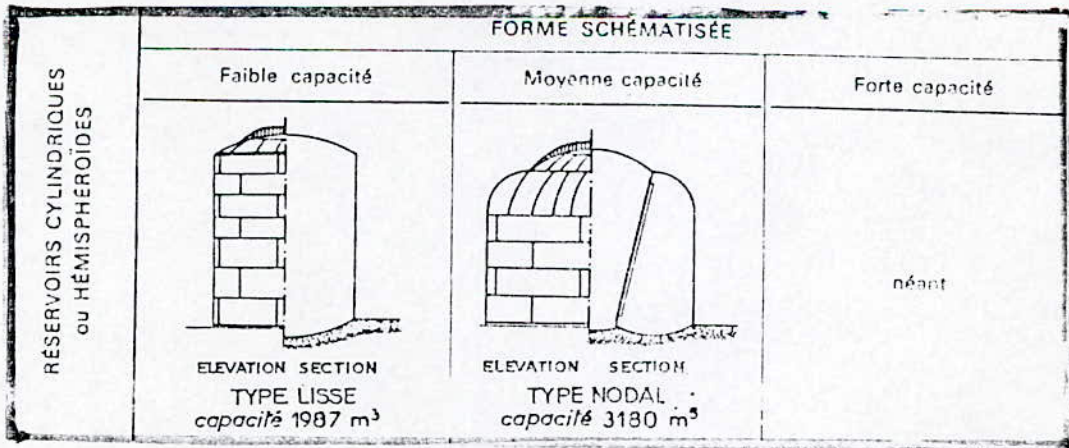 RÉSERVOIRS CYLINDRIQUES
ou HÉMISPHÉROÏDES
FORME SCHÉMATISÉE
Faible capacité
Moyenne capacité
Forte capacité
néant
ELEVATION SECTION
TYPE LISSE
capacité 1987 m³
ELEVATION SECTION
TYPE NODAL
capacité 3180 m³